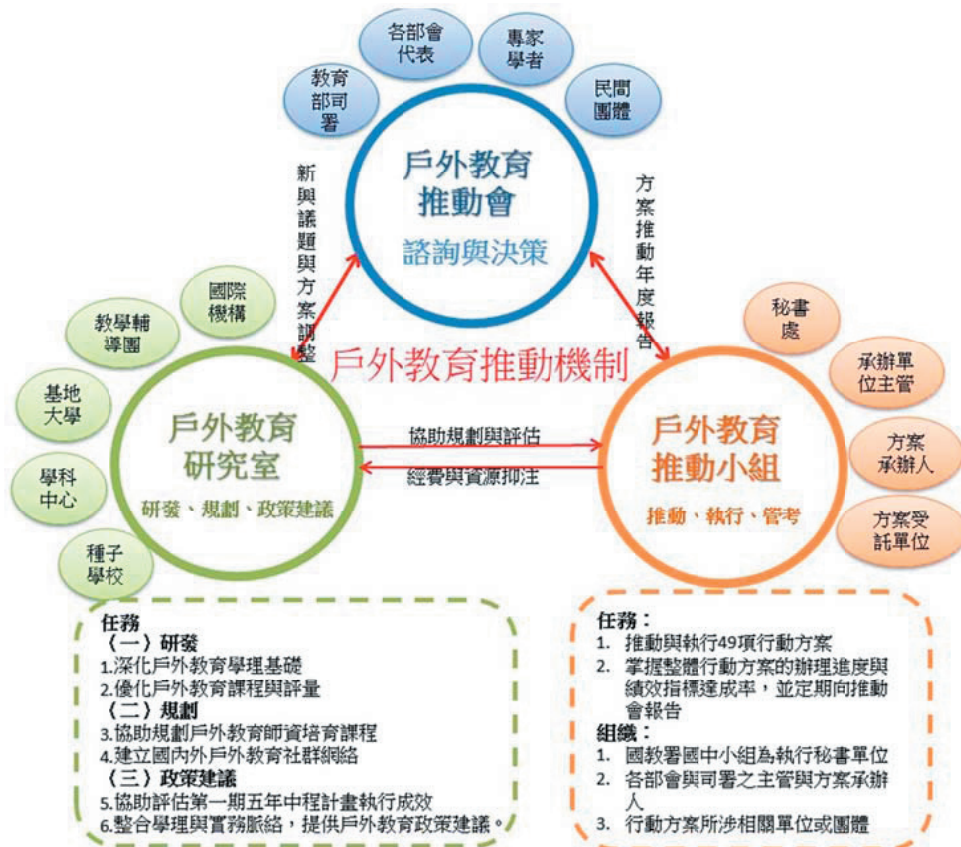 各部會
代表
專家
學者
教育
部司
署
民間
團體
戶外教育
推動會
諮詢與決策
新興議題與方案調整
方案推動年度報告
國際
機構
教學輔
導團
基地
大學
學科
中心
種子
學校
秘書
處
承辦單
位主管
方案
承辦人
方案受
託單位
戶外教育推動機制
戶外教育
研究室
研發、規劃、政策建議
協助規劃與評估
經費與資源抑注
戶外教育
推動小組
推動、執行、管考
任務
（一）研發
1.深化戶外教育學理基礎
2.優化戶外教育課程與評量
（二）規劃
3.協助規劃戶外教育師資培育課程
4.建立國內外戶外教育社群網絡
（三）政策建議
5.協助評估第一期五年中程計畫執行成效
6.整合學理與實務脈絡，提供戶外教育政策建議。
任務：
1. 推動與執行49項行動方案
2. 掌握整體行動方案的辦理進度與
績效指標達成率，並定期向推動
會報告
組織：
1. 國教署國中小組為執行秘書單位
2. 各部會與司署之主管與方案承辦
人
3. 行動方案所涉相關單位或團體